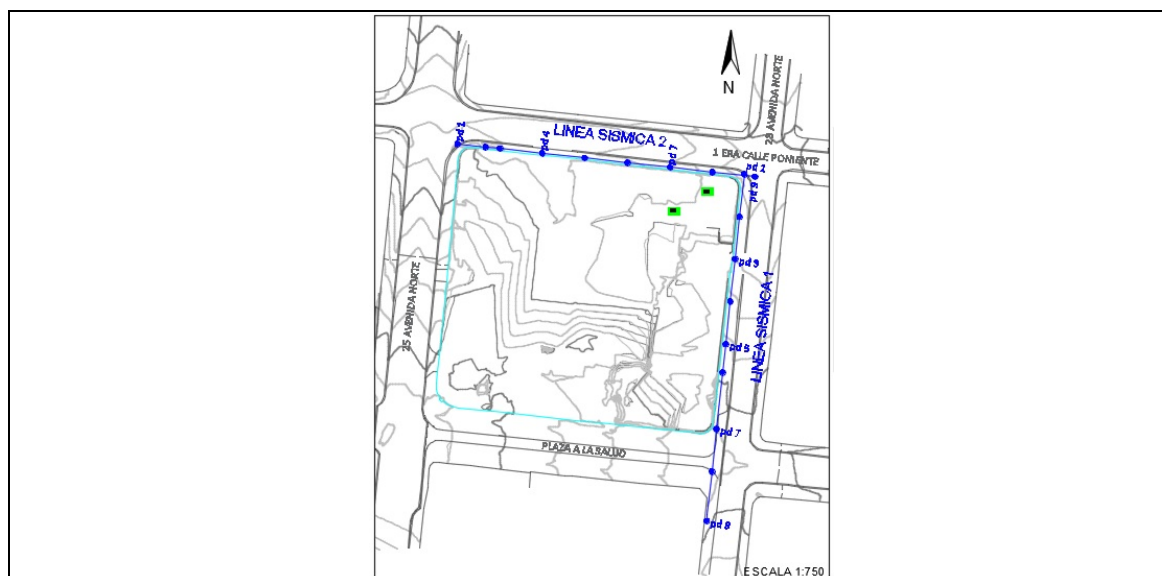 N
23 AVENIDA NORTE
pd 1
LINEA SISMICA 2
pd 4
pd 7
1 ERA CALLE PONIENTE
pd 1
pd 9
pd 3
LINEA SISMICA 1
25 AVENIDA NORTE
pd 5
pd 7
PLAZA A LA SALUD
pd 8
ESCALA 1:750